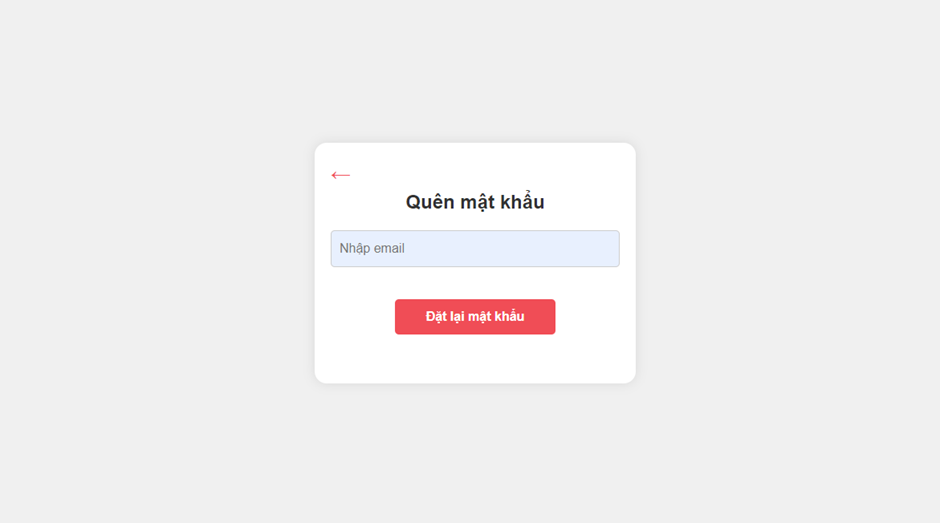 Quên mật khẩu
Nhập email
Đặt lại mật khẩu